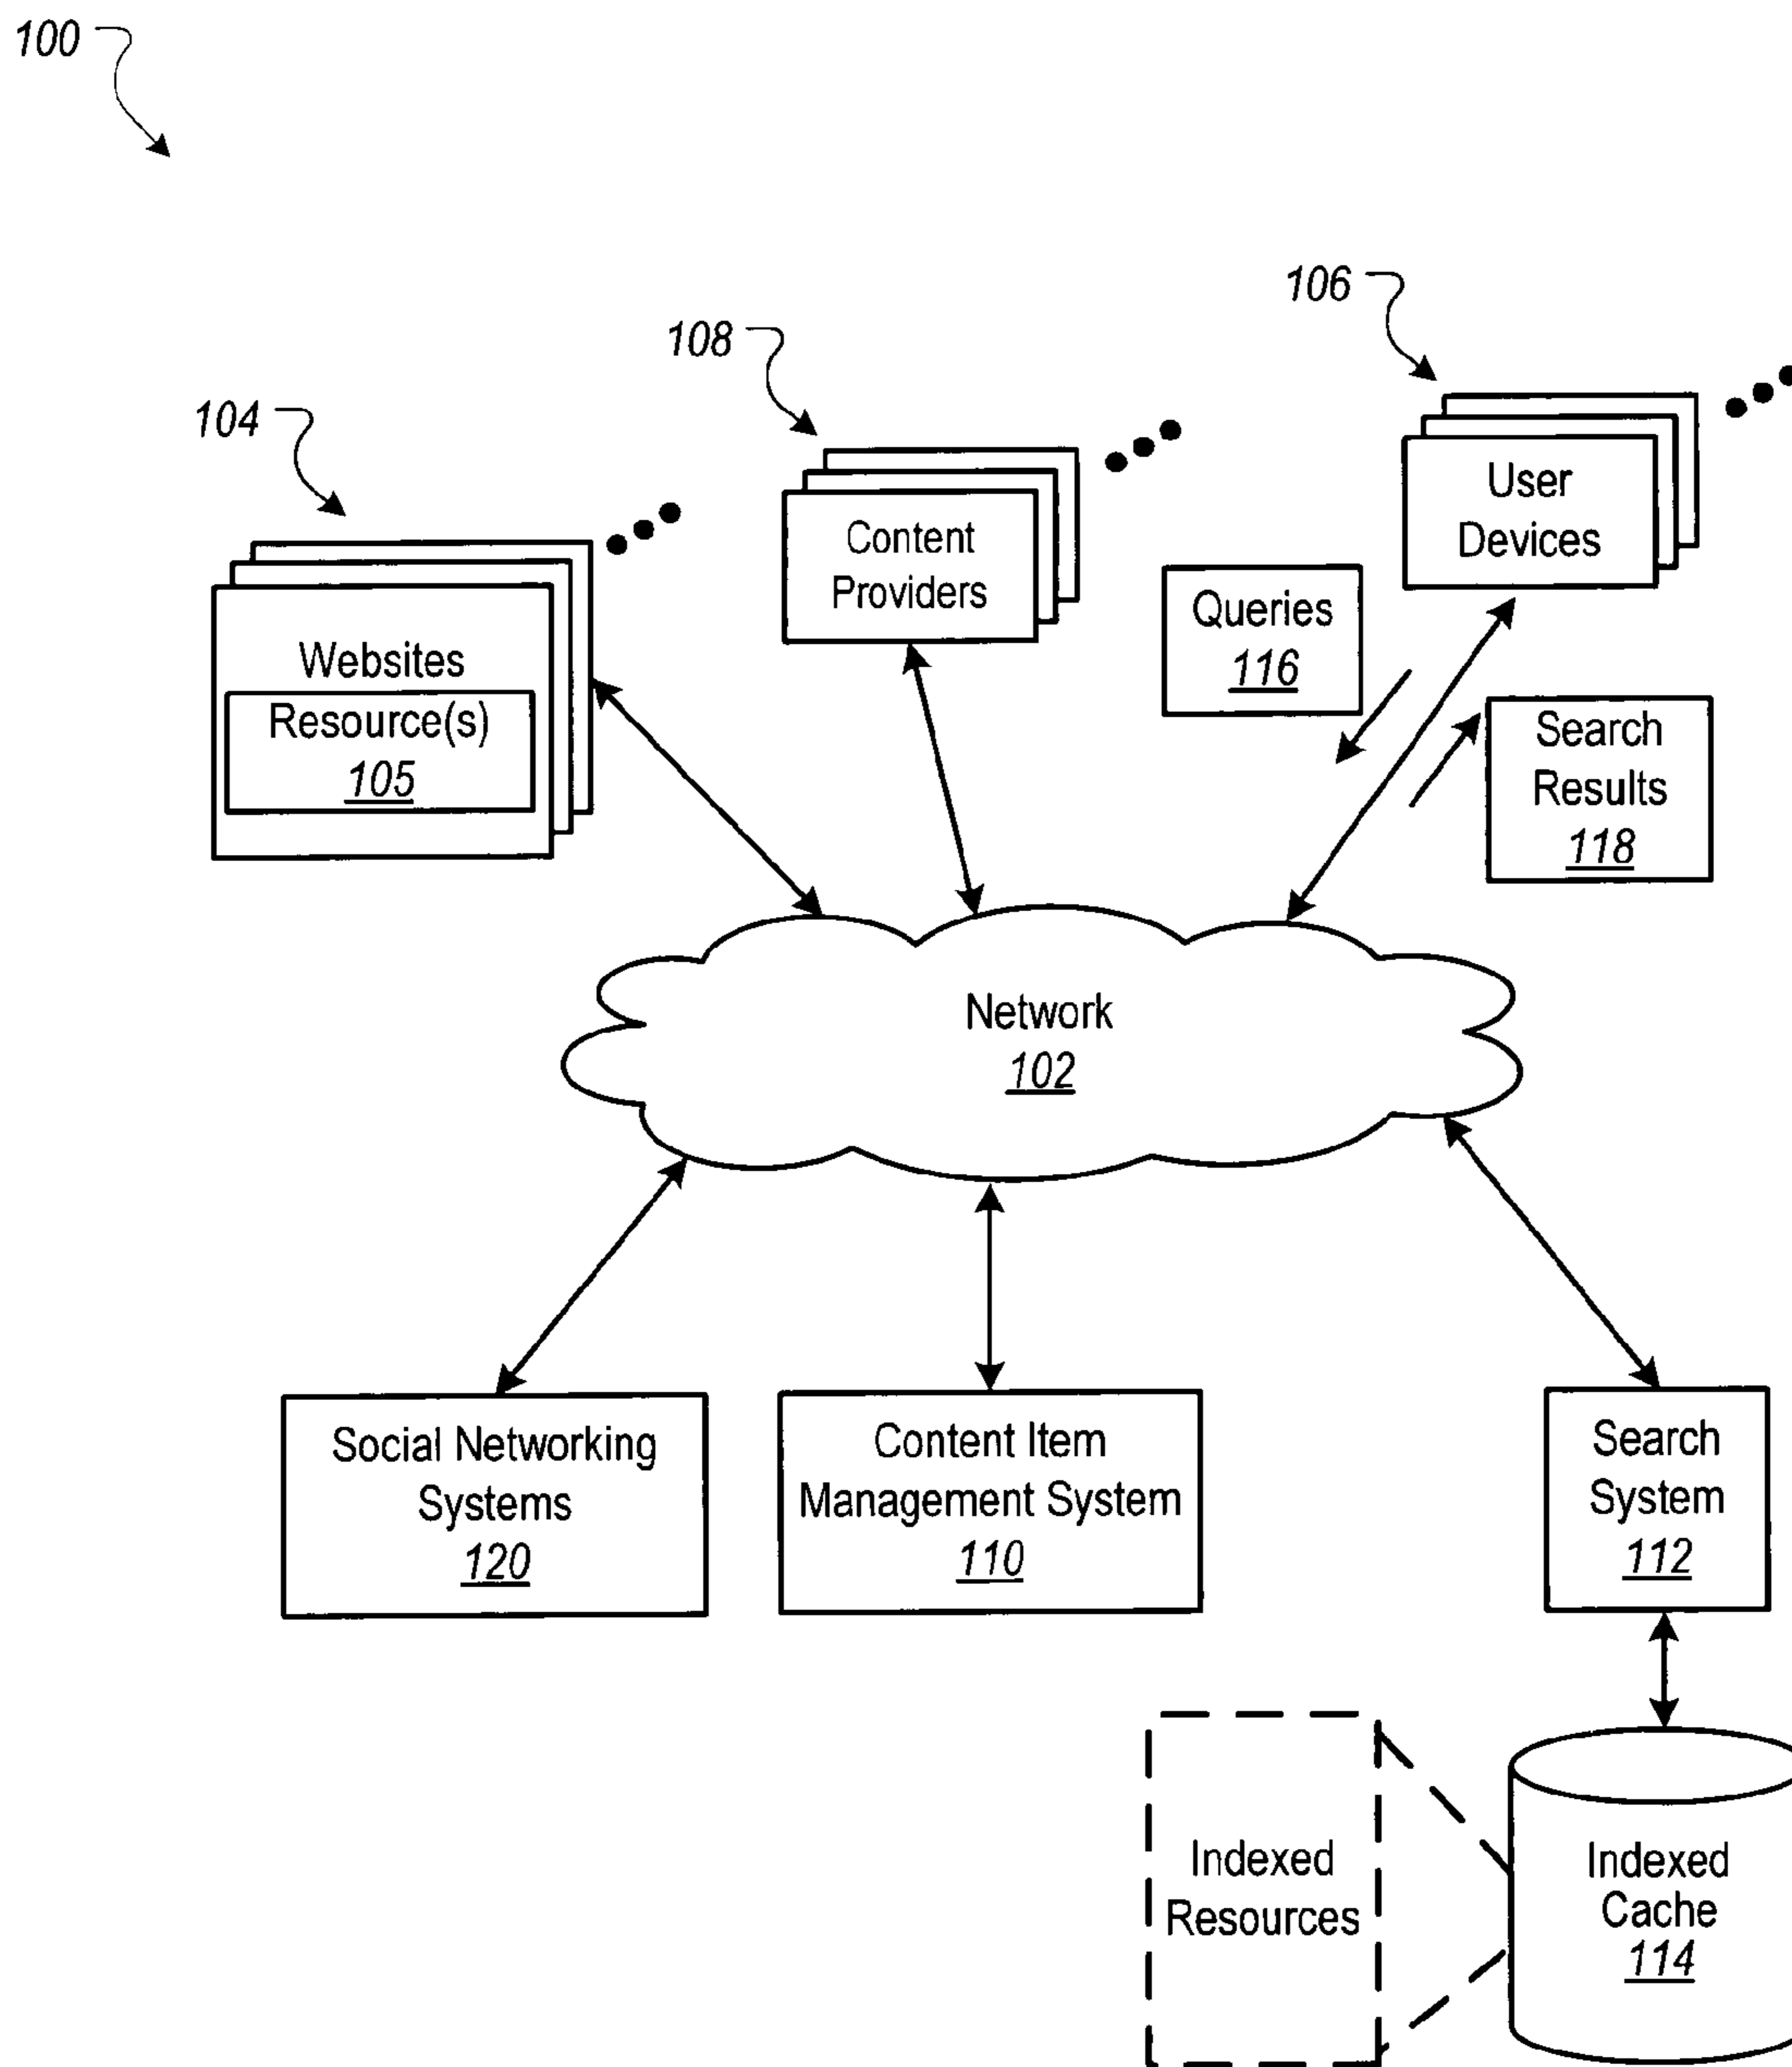 100
106
108
104
User
Devices
Content
Providers
Queries
116
Websites
Resource(s)
105
Search
Results
118
Network
102
Social Networking
Systems
120
Content Item
Management System
110
Search
System
112
Indexed
Resources
Indexed
Cache
114